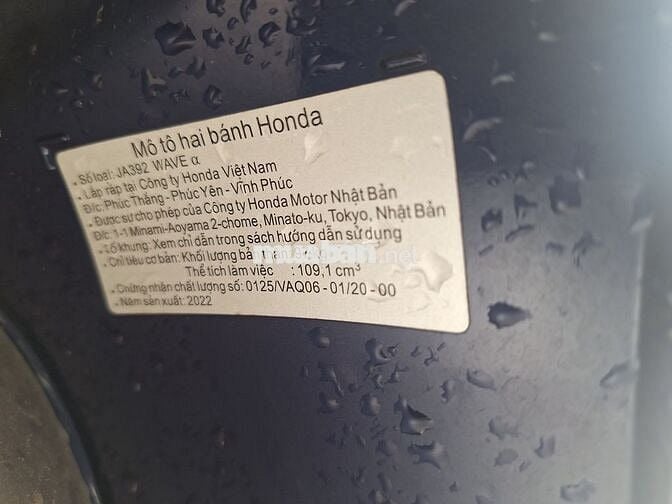 Mô tô hai bánh Honda
- Số loại: JA392 WAVE α
- Lắp ráp tại Công ty Honda Việt Nam
Đ/c: Phúc Thắng - Phúc Yên - Vĩnh Phúc
- Được sự cho phép của Công ty Honda Motor Nhật Bản
Đ/c: 1-1 Minami-Aoyama 2-chome, Minato-ku, Tokyo, Nhật Bản
- Số khung: Xem chỉ dẫn trong sách hướng dẫn sử dụng
- Chỉ tiêu cơ bản: Khối lượng bản thân
Thể tích làm việc : 109,1 cm³
- Chứng nhận chất lượng số: 0125/VAQ06 - 01/20 - 00
- Năm sản xuất: 2022
muaban.net